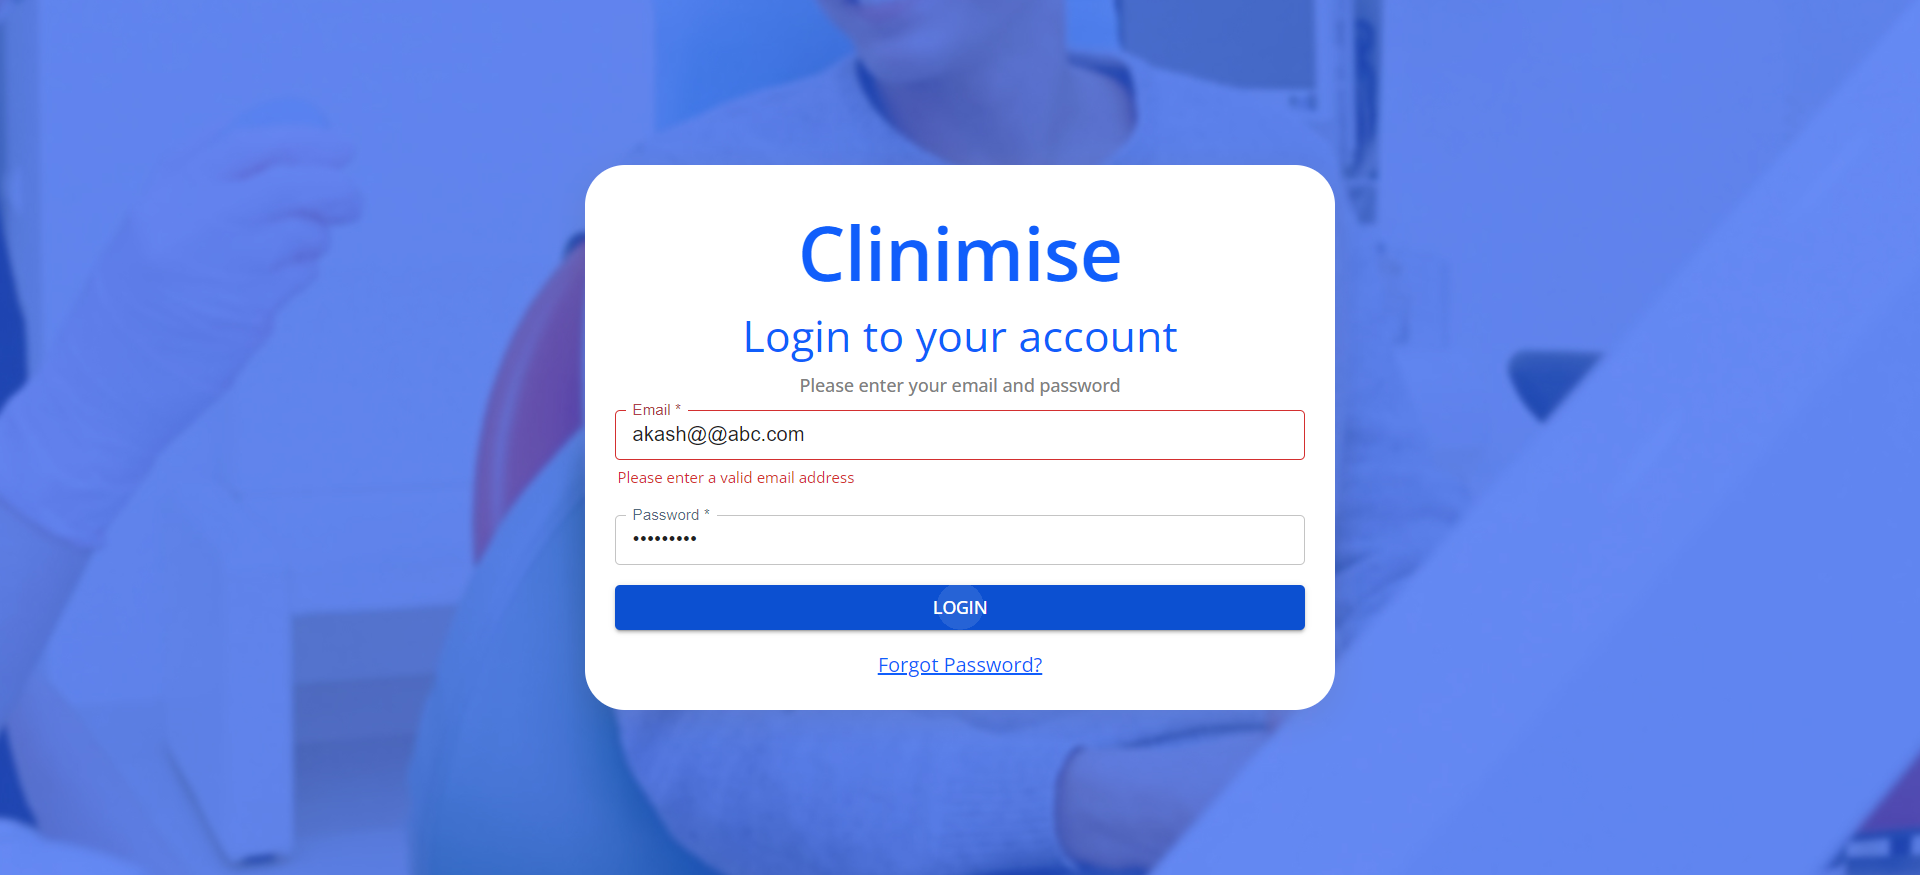 Clinimise
Login to your account
Please enter your email and password
Email *
akash@@abc.com
Please enter a valid email address
Password *
•••••••••
LOGIN
Forgot Password?